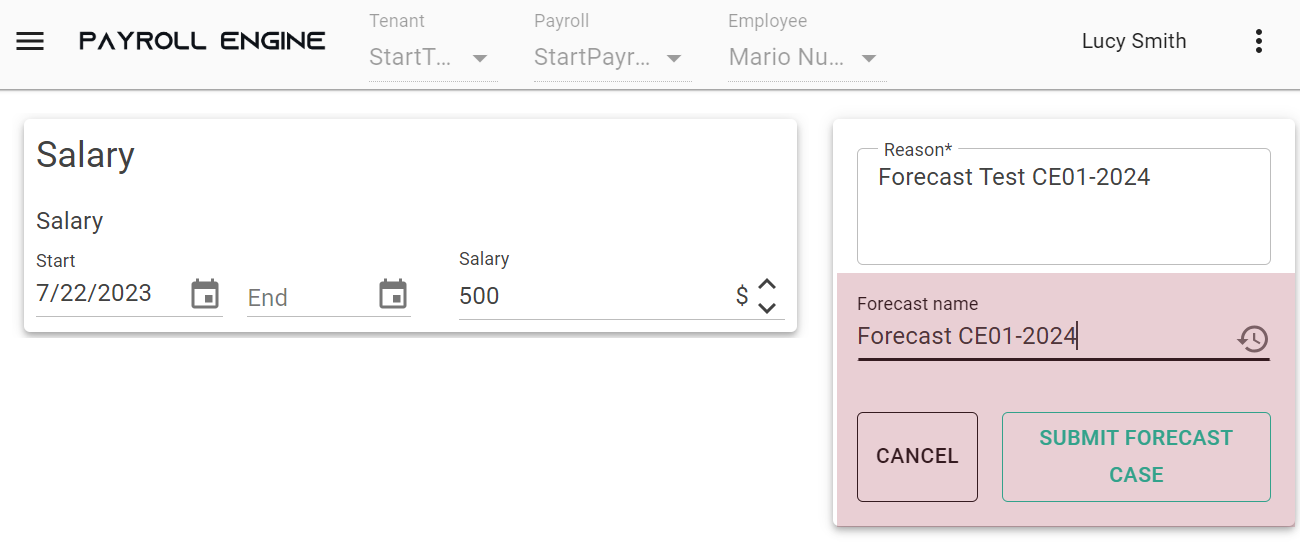 PAYROLL ENGINE
Tenant
StartT...
Payroll
StartPayr...
Employee
Mario Nu...
Lucy Smith
Salary
Salary
Start
7/22/2023
End
Salary
500
$
Reason*
Forecast Test CE01-2024
Forecast name
Forecast CE01-2024
CANCEL
SUBMIT FORECAST
CASE